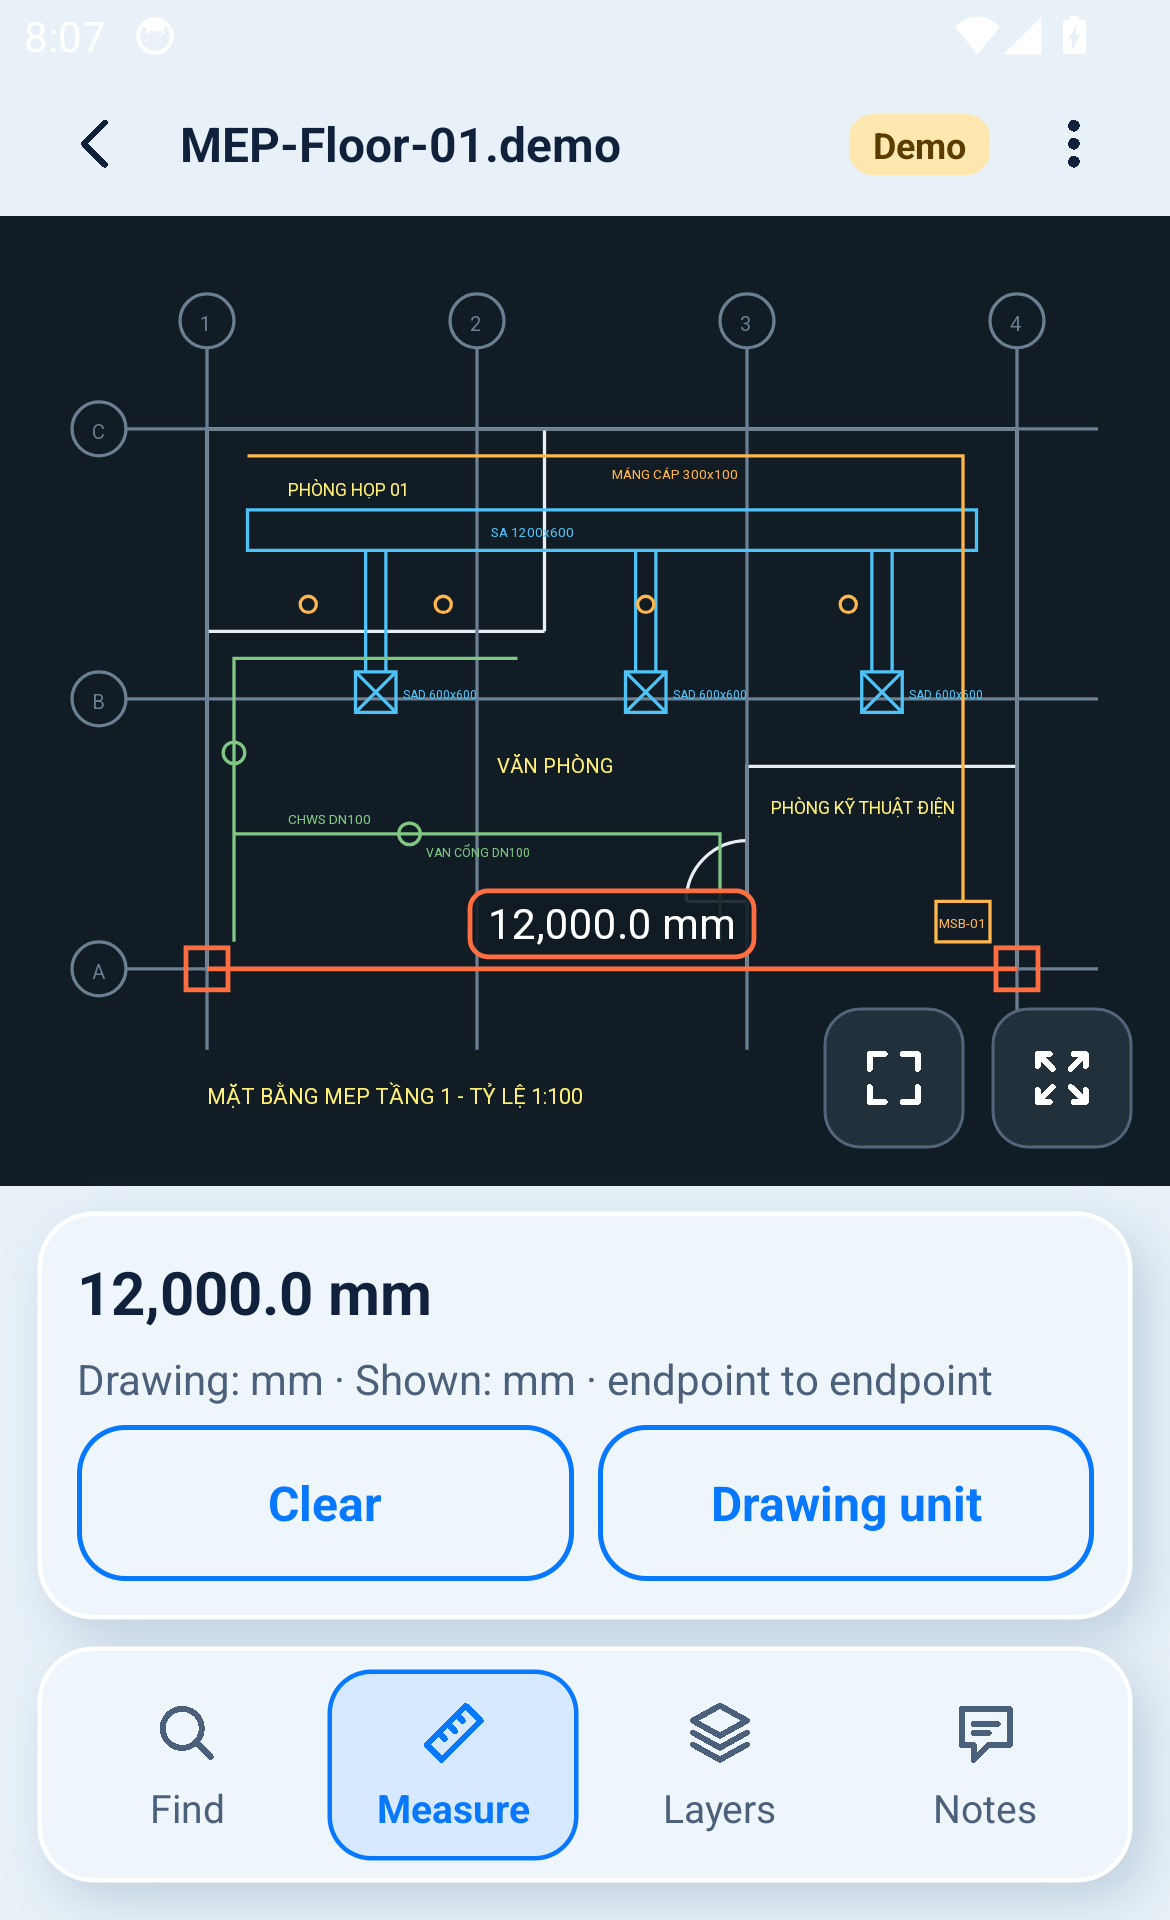 8:07
MEP-Floor-01.demo
Demo
1
2
3
4
C
MÁNG CÁP 300x100
PHÒNG HỌP 01
SA 1200x600
B
SAD 600x600
SAD 600x600
SAD 600x600
VĂN PHÒNG
PHÒNG KỸ THUẬT ĐIỆN
CHWS DN100
VAN CỔNG DN100
12,000.0 mm
MSB-01
A
MẶT BẰNG MEP TẦNG 1 - TỶ LỆ 1:100
12,000.0 mm
Drawing: mm · Shown: mm · endpoint to endpoint
Clear
Drawing unit
Find
Measure
Layers
Notes